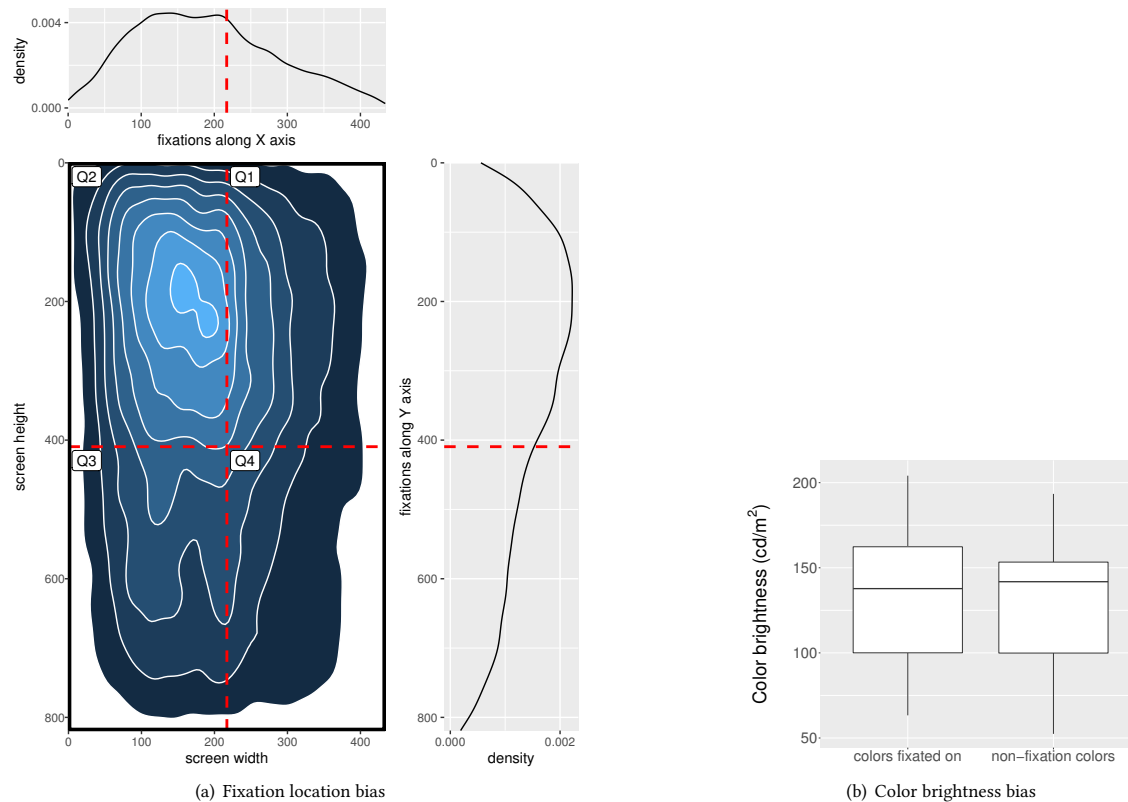 0.004
0.000
density
0 100 200 300 400
fixations along X axis
Q2 Q1
Q3 Q4
0
200
400
600
800
screen height
0 100 200 300 400
screen width
0
200
400
600
800
fixations along Y axis
0.000 0.002
density
(a) Fixation location bias
200
150
100
50
Color brightness (cd/m²)
colors fixated on non−fixation colors
(b) Color brightness bias